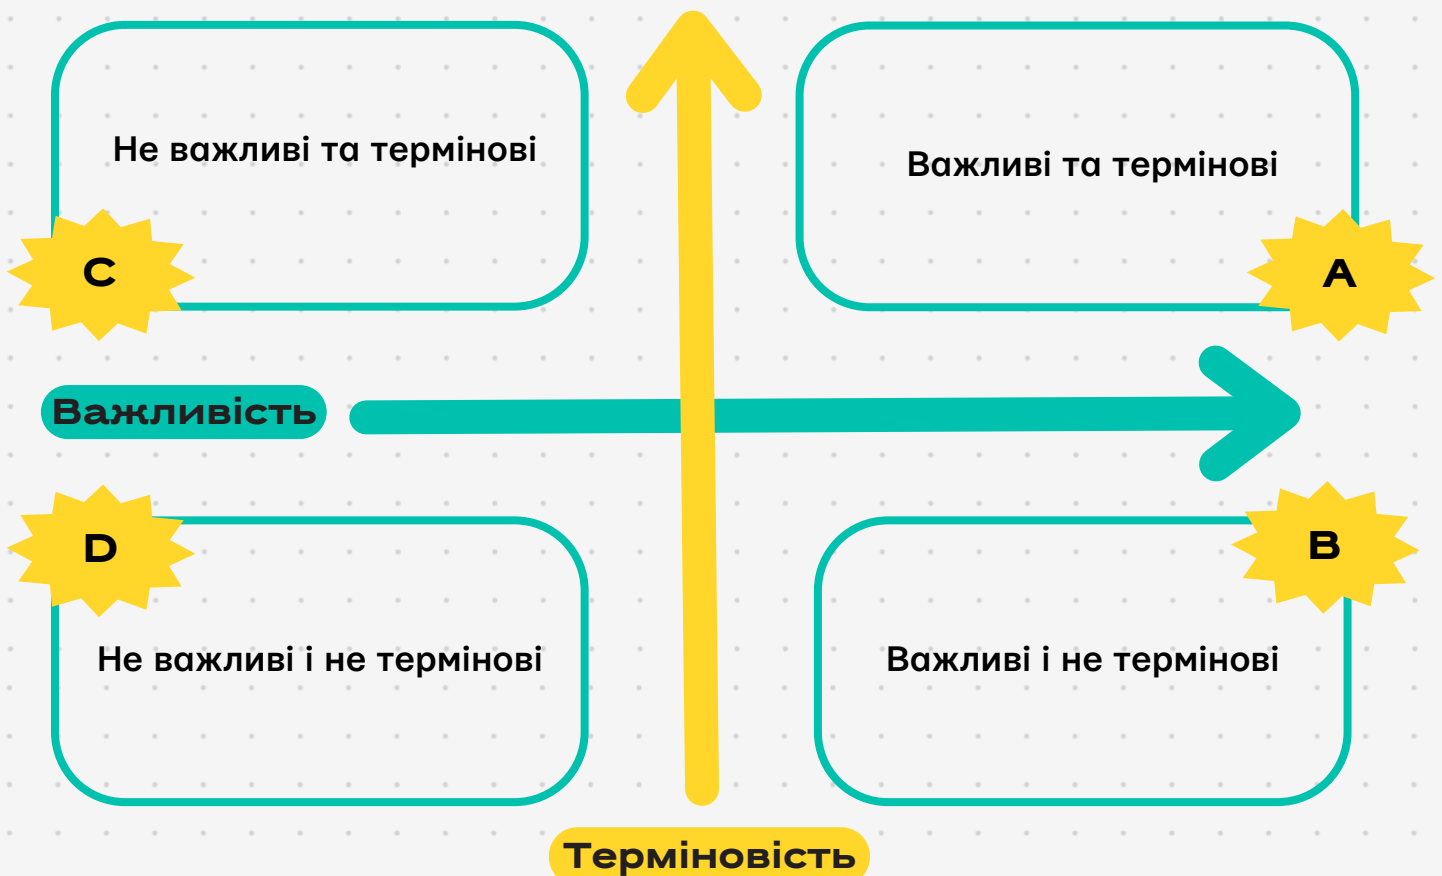 Не важливі та термінові
Важливі та термінові
C
A
Важливість
D
B
Не важливі і не термінові
Важливі і не термінові
Терміновість